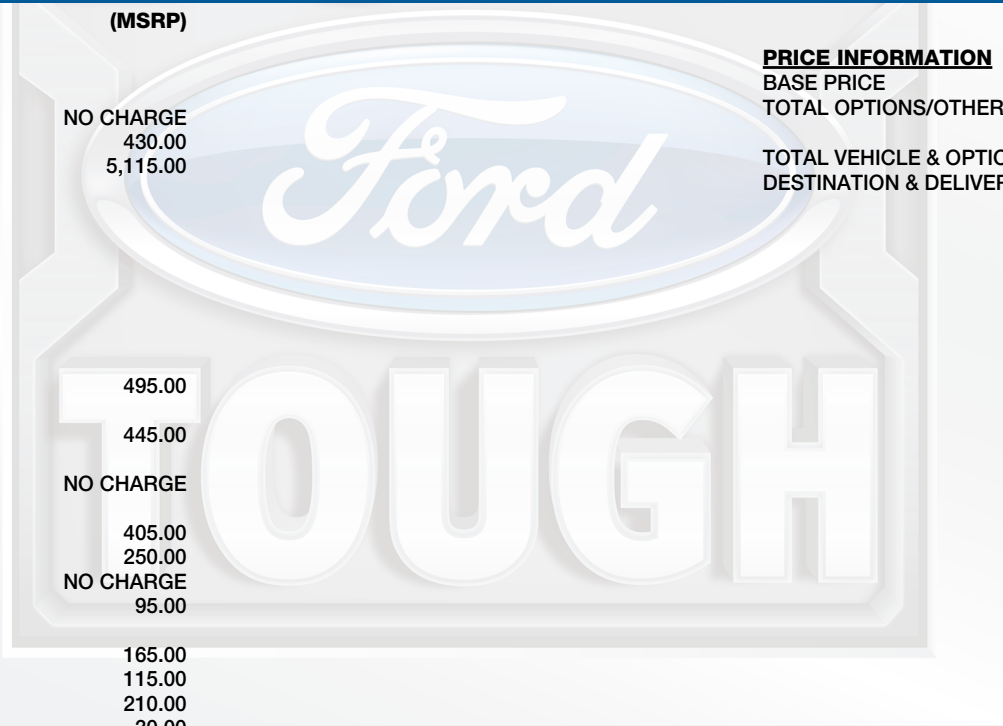 (MSRP)
NO CHARGE
430.00
5,115.00
495.00
445.00
NO CHARGE
405.00
250.00
NO CHARGE
95.00
165.00
115.00
210.00
PRICE INFORMATION
BASE PRICE
TOTAL OPTIONS/OTHER
TOTAL VEHICLE & OPTIO
DESTINATION & DELIVER
Ford
TOUGH